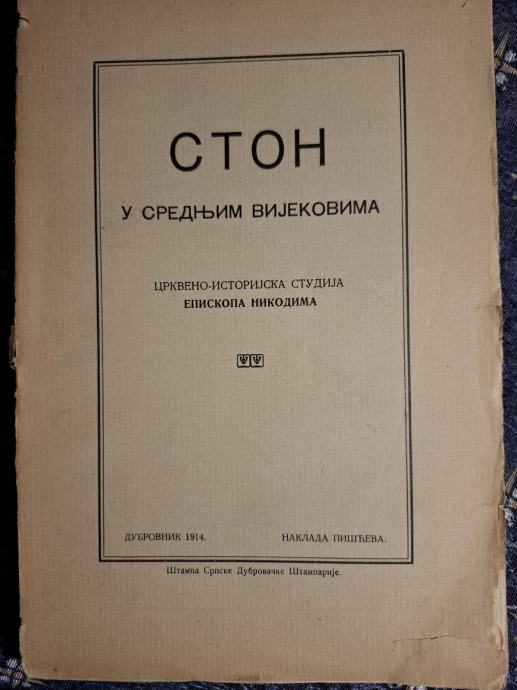 СТОН
У СРЕДЊИМ ВИЈЕКОВИМА
ЦРКВЕНО-ИСТОРИЈСКА СТУДИЈА
ЕПИСКОПА НИКОДИМА
ДУБРОВНИК 1914. НАКЛАДА ПИШЋЕВА.
Штампа Српске Дубровачке Штампарије.